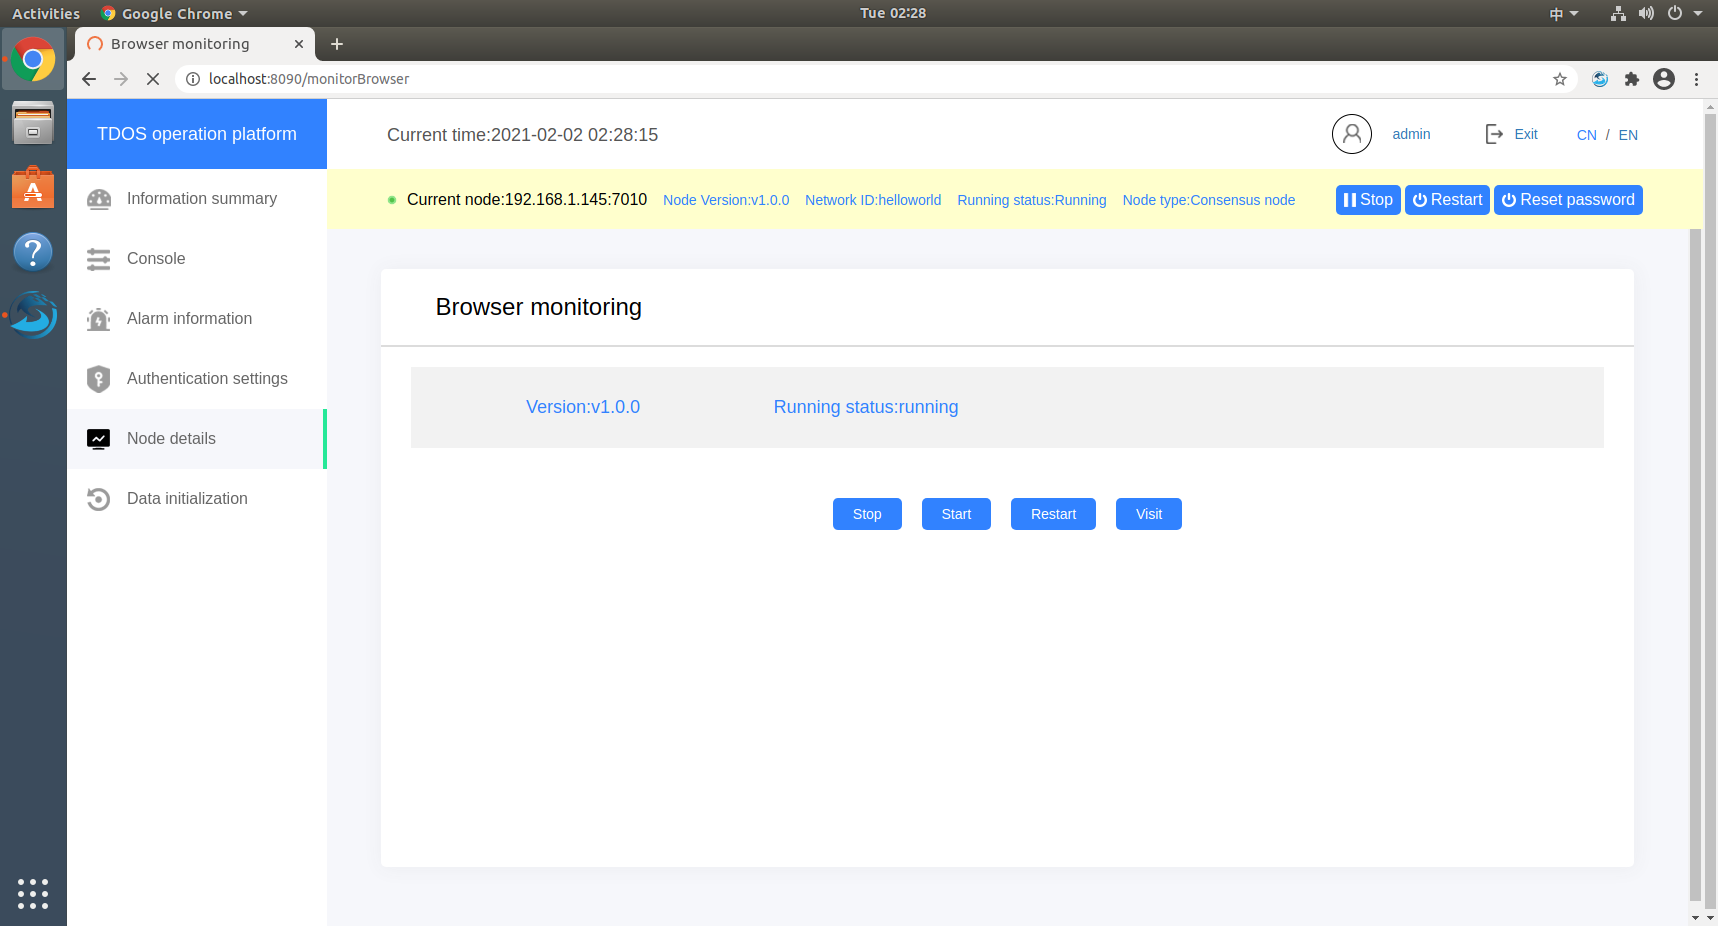 Activities Google Chrome Tue 02:28 中
Browser monitoring
localhost:8090/monitorBrowser
TDOS operation platform
Current time:2021-02-02 02:28:15 admin Exit CN / EN
Current node:192.168.1.145:7010 Node Version:v1.0.0 Network ID:helloworld Running status:Running Node type:Consensus node Stop Restart Reset password
Information summary
Console
Alarm information
Authentication settings
Node details
Data initialization
Browser monitoring
Version:v1.0.0 Running status:running
Stop Start Restart Visit